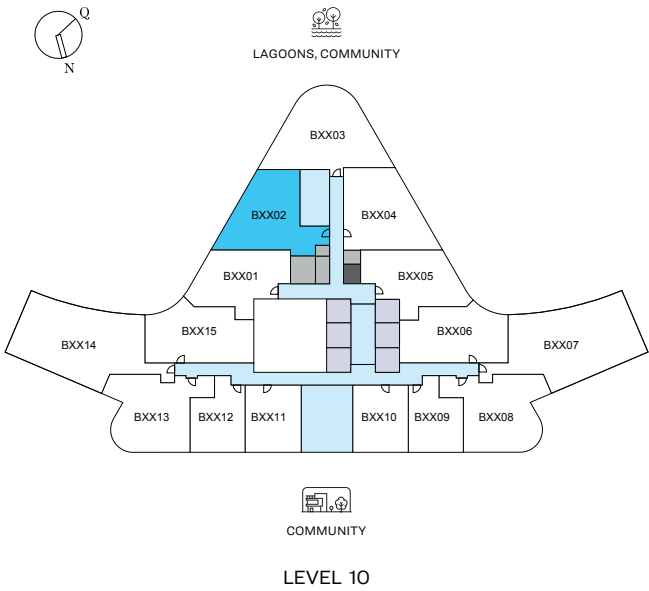 Q
N
LAGOONS, COMMUNITY
BXX03
BXX02
BXX04
BXX01
BXX05
BXX14
BXX15
BXX06
BXX07
BXX13
BXX12
BXX11
BXX10
BXX09
BXX08
COMMUNITY
LEVEL 10